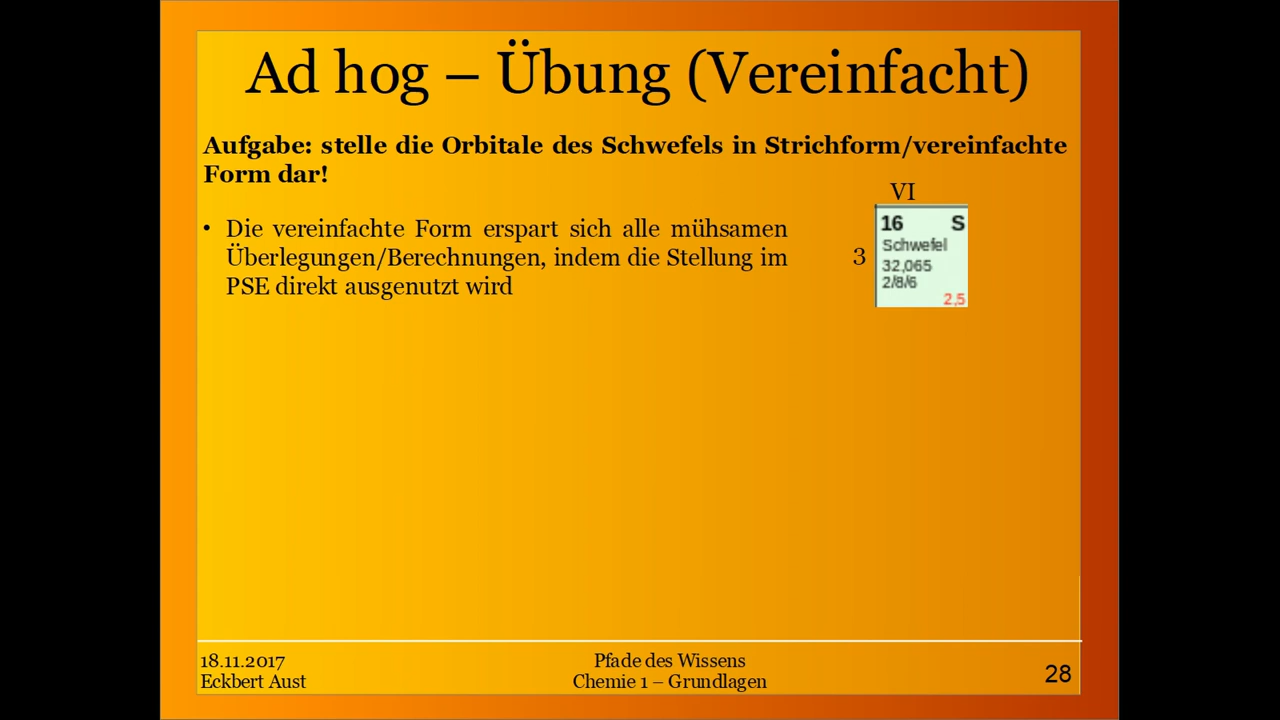 Ad hog – Übung (Vereinfacht)
Aufgabe: stelle die Orbitale des Schwefels in Strichform/vereinfachte
Form dar!
VI
• Die vereinfachte Form erspart sich alle mühsamen
Überlegungen/Berechnungen, indem die Stellung im
PSE direkt ausgenutzt wird
3
16 S
Schwefel
32,065
2/8/6
2,5
18.11.2017
Eckbert Aust
Pfade des Wissens
Chemie 1 – Grundlagen
28